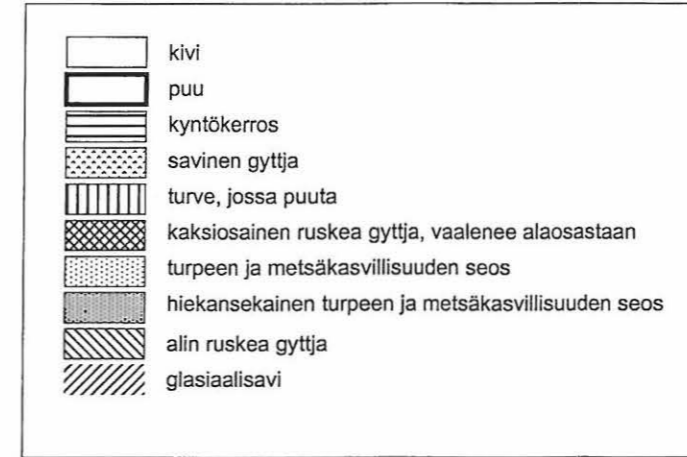 kivi
puu
kyntökerros
savinen gyttja
turve, jossa puuta
kaksiosainen ruskea gyttja, vaalenee alaosastaan
turpeen ja metsäkasvillisuuden seos
hiekansekainen turpeen ja metsäkasvillisuuden seos
alin ruskea gyttja
glasiaalisavi